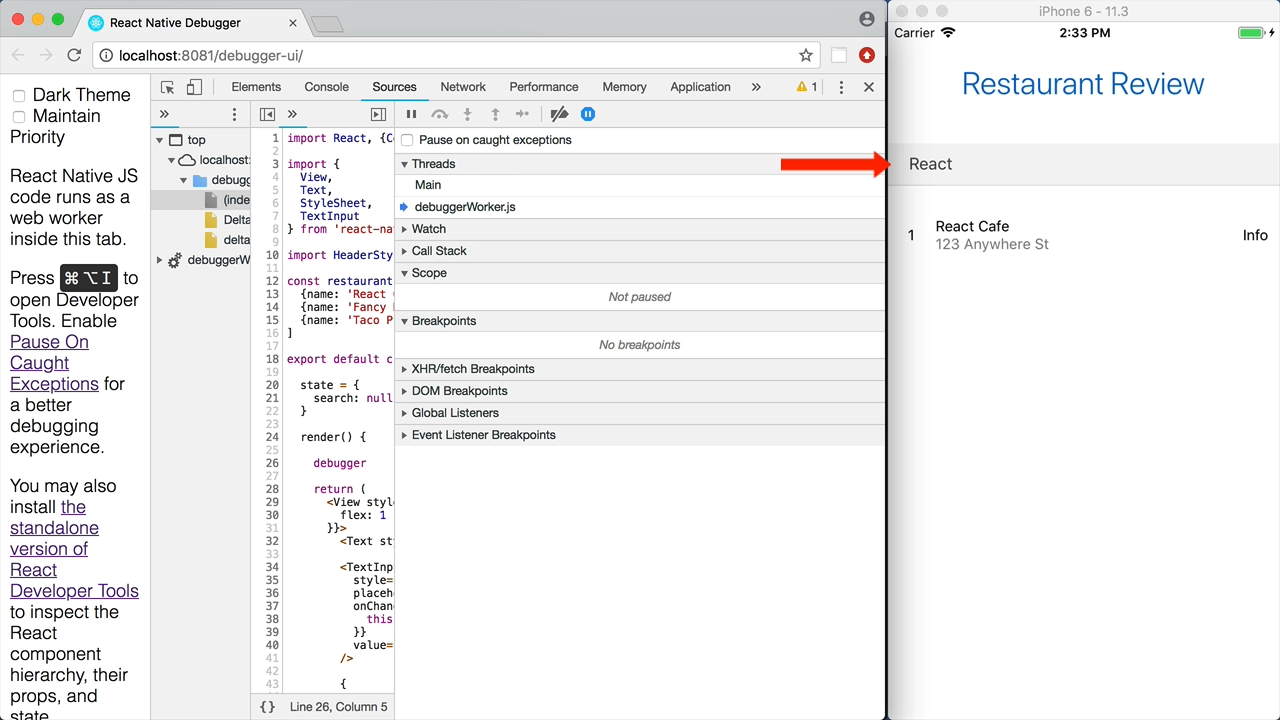 React Native Debugger
localhost:8081/debugger-ui/
Dark Theme
Maintain
Priority
React Native JS
code runs as a
web worker
inside this tab.
Press ⌘⌥I to
open Developer
Tools. Enable
Pause On
Caught
Exceptions for
a better
debugging
experience.
You may also
install the
standalone
version of
React
Developer Tools
to inspect the
React
component
hierarchy, their
props, and
state.
Elements Console Sources Network Performance Memory Application » 1
»
top
localhost:
debugg
(inde
Delta
delta
debuggerW
»
1 import React, {Co
2
3 import {
4 View,
5 Text,
6 StyleSheet,
7 TextInput
8 } from 'react-na
9
10 import HeaderSty
11
12 const restaurant
13 {name: 'React
14 {name: 'Fancy
15 {name: 'Taco P
16 ]
17
18 export default c
19
20 state = {
21 search: null
22 }
23
24 render() {
25
26 debugger
27
28 return (
29 <View style
30 flex: 1
31 }}>
32 <Text st
33
34 <TextInp
35 style=
36 placeh
37 onChan
38 this
39 }}
40 value=
41 />
42
43 {
{} Line 26, Column 5
Pause on caught exceptions
Threads
Main
debuggerWorker.js
Watch
Call Stack
Scope
Not paused
Breakpoints
No breakpoints
XHR/fetch Breakpoints
DOM Breakpoints
Global Listeners
Event Listener Breakpoints
iPhone 6 - 11.3
Carrier 2:33 PM
Restaurant Review
React
1 React Cafe Info
123 Anywhere St